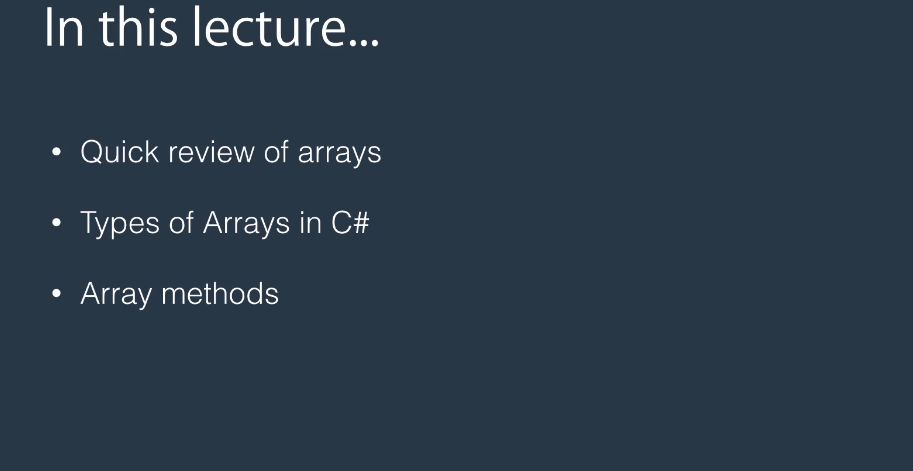 In this lecture...
• Quick review of arrays
• Types of Arrays in C#
• Array methods